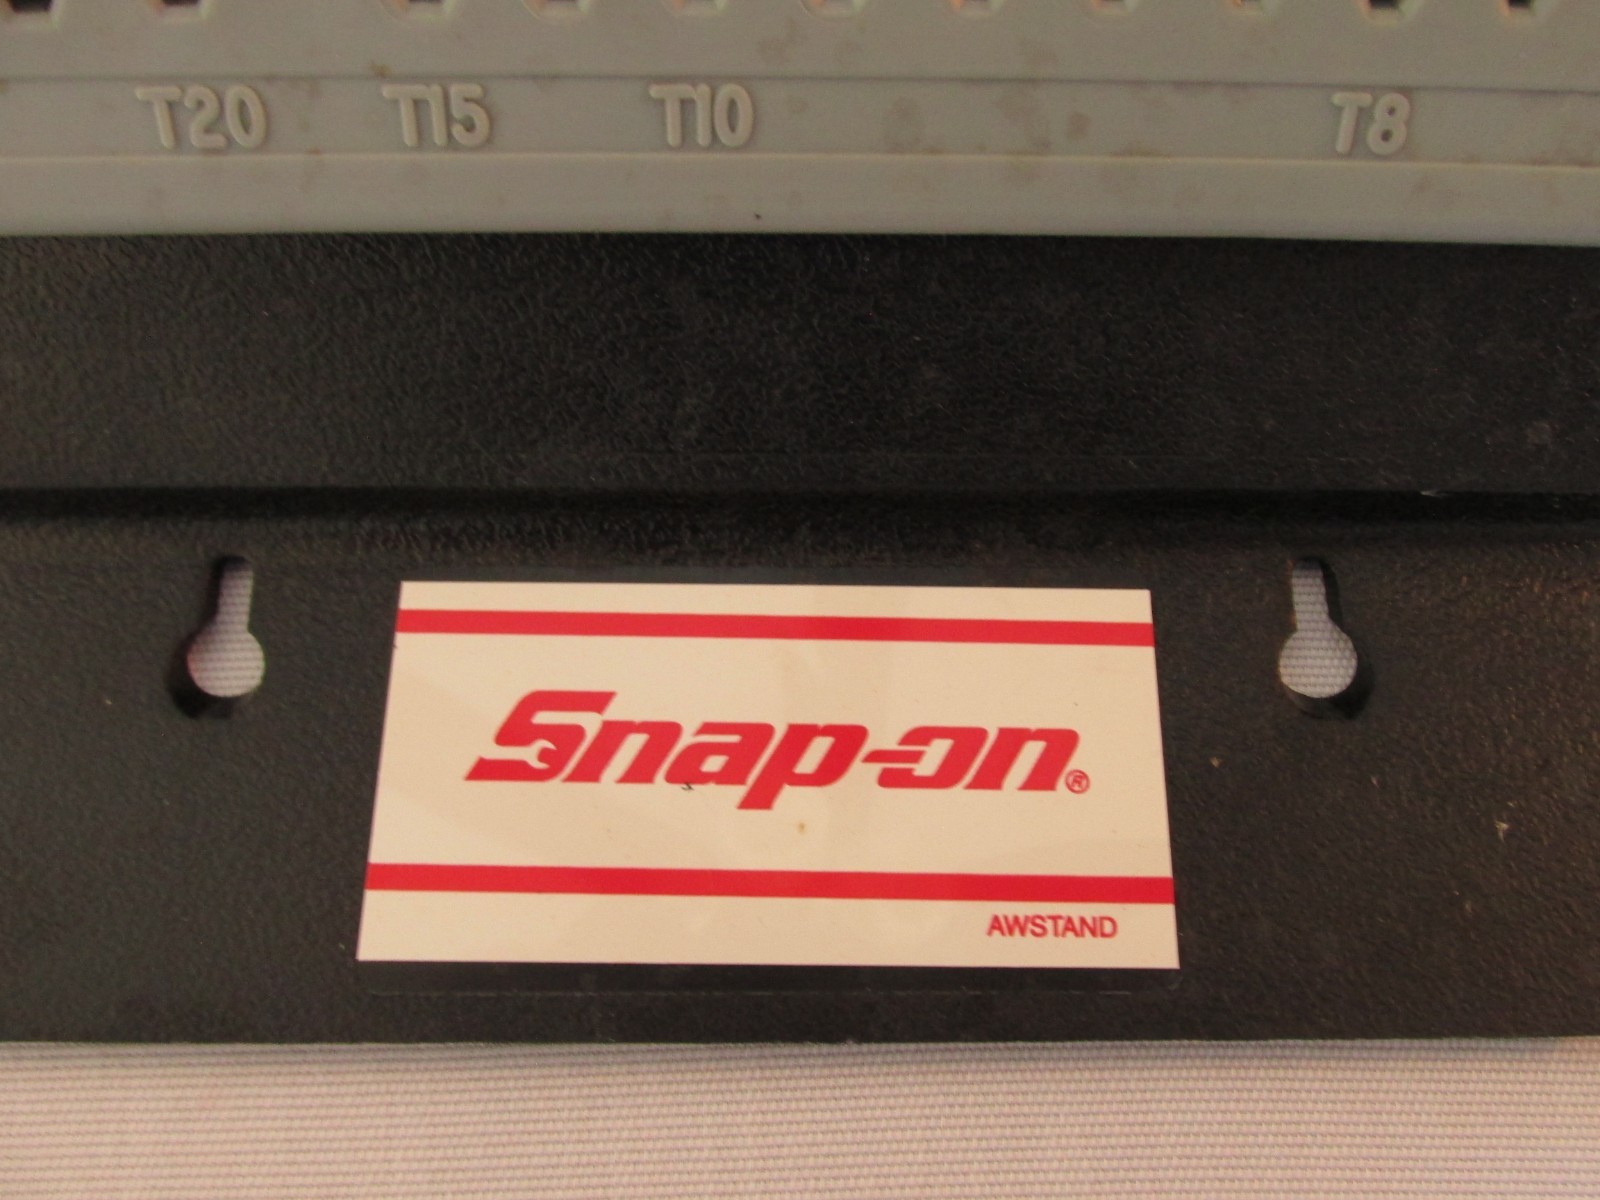 T20 T15 T10 T8
Snap-on®
AWSTAND